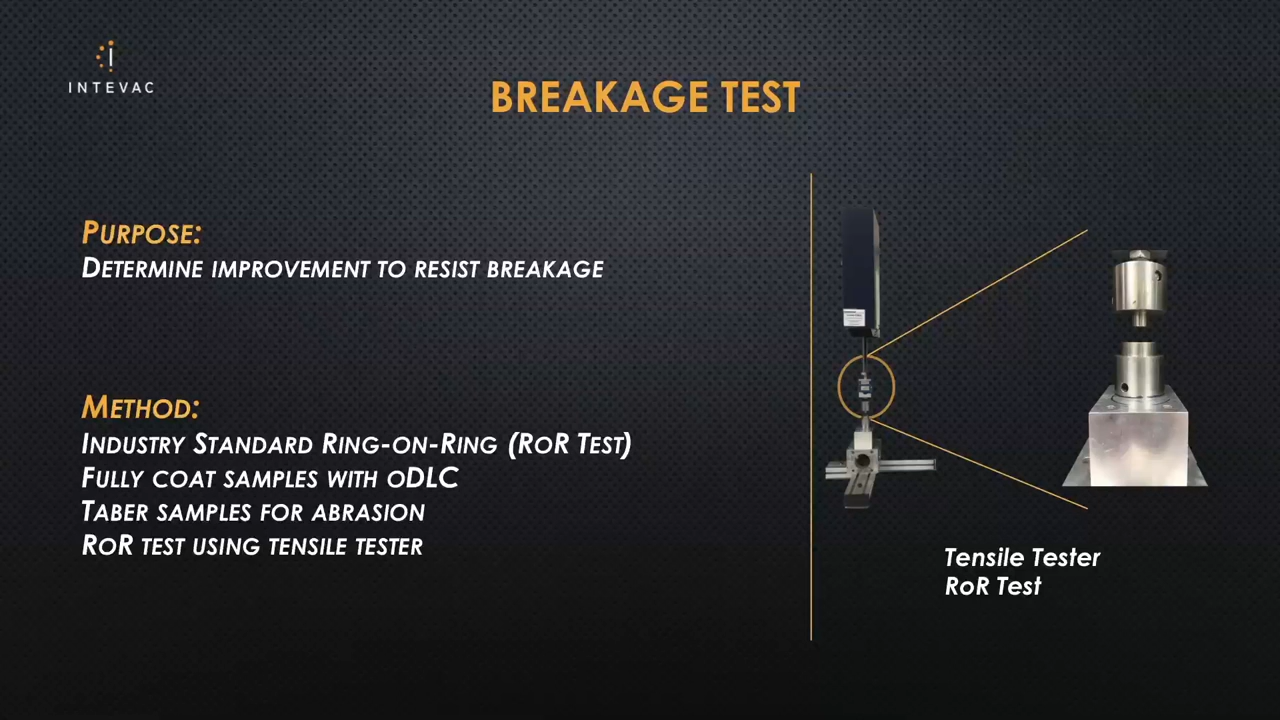 INTEVAC
BREAKAGE TEST
PURPOSE:
DETERMINE IMPROVEMENT TO RESIST BREAKAGE
METHOD:
INDUSTRY STANDARD RING-ON-RING (ROR TEST)
FULLY COAT SAMPLES WITH ODLC
TABER SAMPLES FOR ABRASION
ROR TEST USING TENSILE TESTER
Tensile Tester
RoR Test